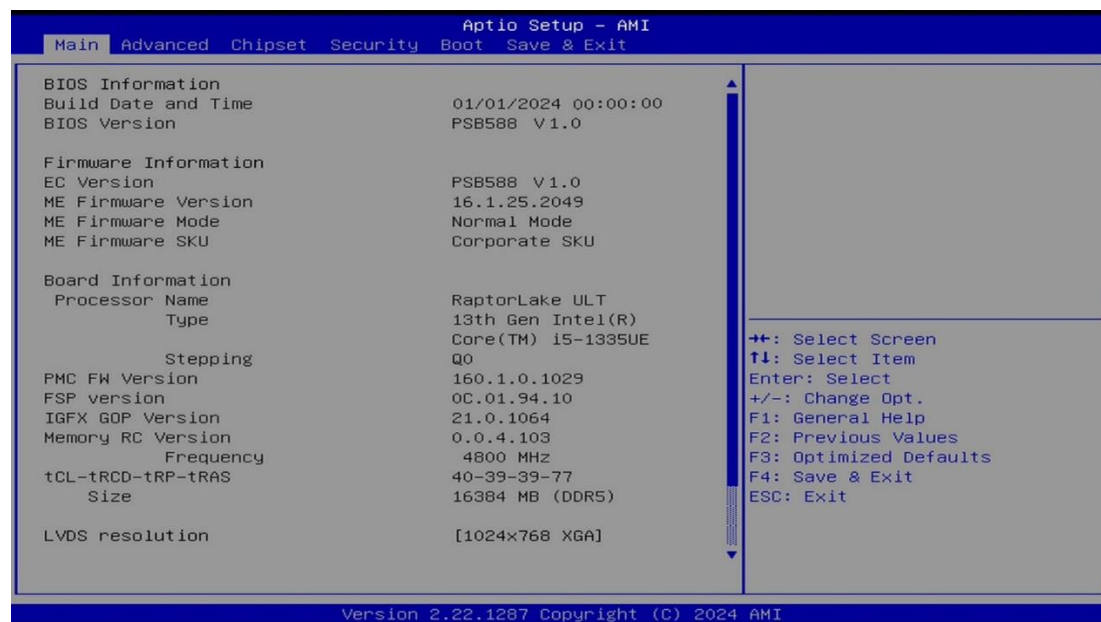 Aptio Setup – AMI
Main Advanced Chipset Security Boot Save & Exit
BIOS Information
Build Date and Time 01/01/2024 00:00:00
BIOS Version PSB588 V1.0
Firmware Information
EC Version PSB588 V1.0
ME Firmware Version 16.1.25.2049
ME Firmware Mode Normal Mode
ME Firmware SKU Corporate SKU
Board Information
Processor Name RaptorLake ULT
Type 13th Gen Intel(R)
Core(TM) i5-1335UE
Stepping Q0
PMC FW Version 160.1.0.1029
FSP version 0C.01.94.10
IGFX GOP Version 21.0.1064
Memory RC Version 0.0.4.103
Frequency 4800 MHz
tCL-tRCD-tRP-tRAS 40-39-39-77
Size 16384 MB (DDR5)
LVDS resolution [1024x768 XGA]
→←: Select Screen
↑↓: Select Item
Enter: Select
+/-: Change Opt.
F1: General Help
F2: Previous Values
F3: Optimized Defaults
F4: Save & Exit
ESC: Exit
Version 2.22.1287 Copyright (C) 2024 AMI